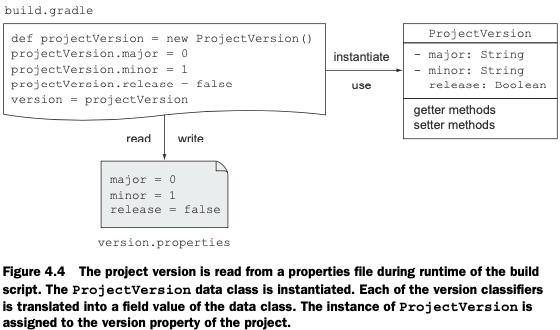 build.gradle
def projectVersion = new ProjectVersion()
projectVersion.major = 0
projectVersion.minor = 1
projectVersion.release = false
version = projectVersion
instantiate
use
ProjectVersion
- major: String
- minor: String
- release: Boolean
getter methods
setter methods
read
write
major = 0
minor = 1
release = false
version.properties
Figure 4.4 The project version is read from a properties file during runtime of the build
script. The ProjectVersion data class is instantiated. Each of the version classifiers
is translated into a field value of the data class. The instance of ProjectVersion is
assigned to the version property of the project.